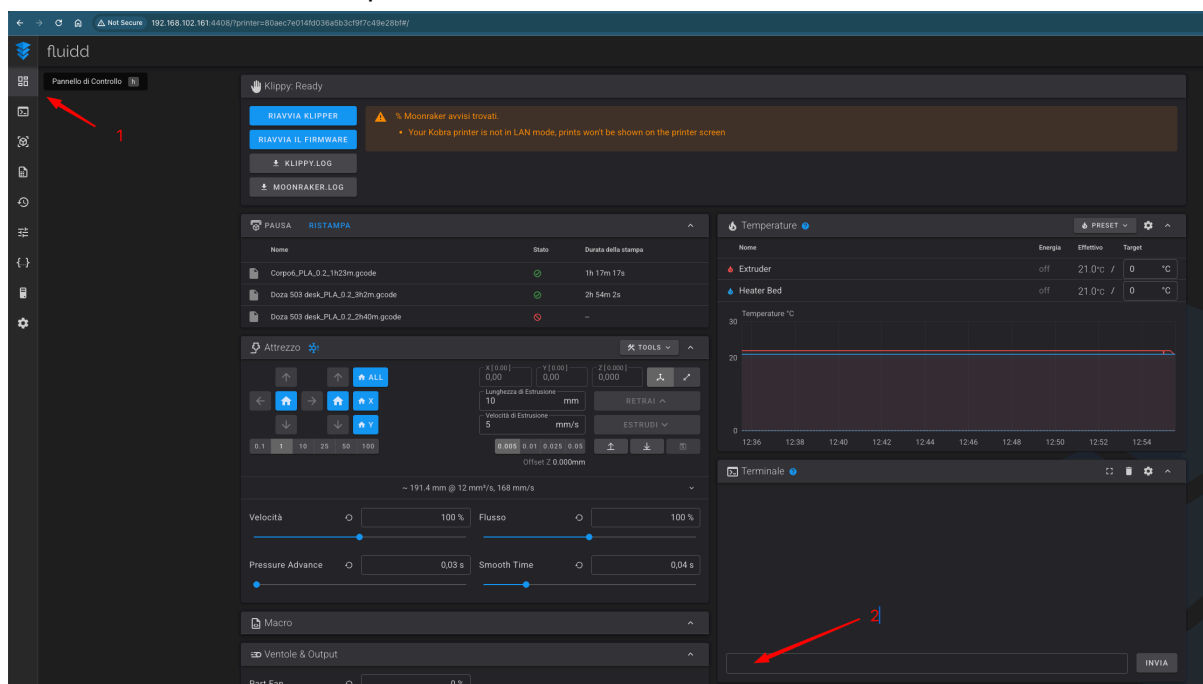 Not Secure 192.168.102.161:4408/?printer=80aec7e014fd036a5b3cf9f7c49e28bf#/
fluidd
Pannello di Controllo h
1
Klippy: Ready
RIAVVIA KLIPPER
RIAVVIA IL FIRMWARE
KLIPPY.LOG
MOONRAKER.LOG
% Moonraker avvisi trovati.
• Your Kobra printer is not in LAN mode, prints won't be shown on the printer screen
PAUSA RISTAMPA
Nome Stato Durata della stampa
Corpo6_PLA_0.2_1h23m.gcode 1h 17m 17s
Doza 503 desk_PLA_0.2_3h2m.gcode 2h 54m 2s
Doza 503 desk_PLA_0.2_2h40m.gcode –
Attrezzo TOOLS
ALL
X
Y
0.1 1 10 25 50 100
X [ 0.00 ] Y [ 0.00 ] Z [ 0.000 ]
0,00 0,00 0,000
Lunghezza di Estrusione
10 mm RETRAI
Velocità di Estrusione
5 mm/s ESTRUDI
0.005 0.01 0.025 0.05
Offset Z 0.000mm
~ 191.4 mm @ 12 mm³/s, 168 mm/s
Velocità 100 % Flusso 100 %
Pressure Advance 0,03 s Smooth Time 0,04 s
Macro
Ventole & Output
Part Fan 0 %
Temperature PRESET
Nome Energia Effettivo Target
Extruder off 21.0°C / 0 °C
Heater Bed off 21.0°C / 0 °C
Temperature °C
30
20
0
12:36 12:38 12:40 12:42 12:44 12:46 12:48 12:50 12:52 12:54
Terminale
2
INVIA